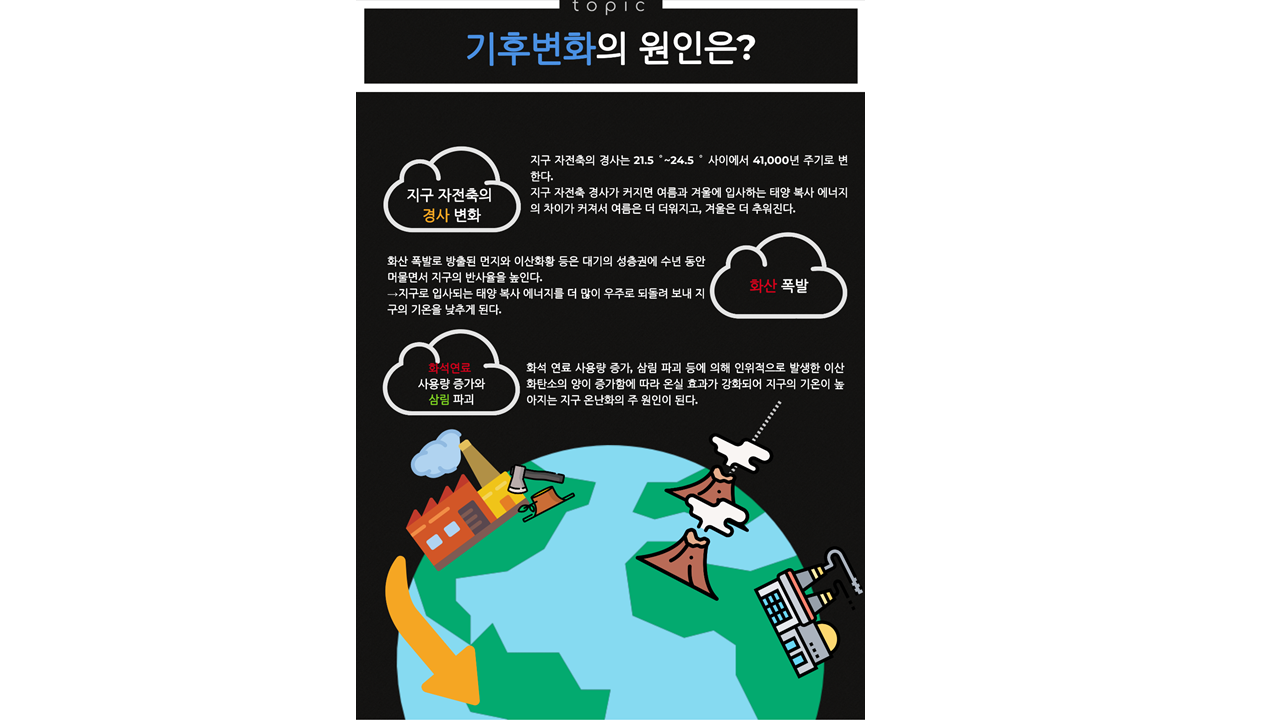 topic
기후변화의 원인은?
지구 자전축의
경사 변화
지구 자전축의 경사는 21.5 °~24.5 ° 사이에서 41,000년 주기로 변
한다.
지구 자전축 경사가 커지면 여름과 겨울에 입사하는 태양 복사 에너지
의 차이가 커져서 여름은 더 더워지고, 겨울은 더 추워진다.
화산 폭발로 방출된 먼지와 이산화황 등은 대기의 성층권에 수년 동안
머물면서 지구의 반사율을 높인다.
→지구로 입사되는 태양 복사 에너지를 더 많이 우주로 되돌려 보내 지
구의 기온을 낮추게 된다.
화산 폭발
화석연료
사용량 증가와
삼림 파괴
화석 연료 사용량 증가, 삼림 파괴 등에 의해 인위적으로 발생한 이산
화탄소의 양이 증가함에 따라 온실 효과가 강화되어 지구의 기온이 높
아지는 지구 온난화의 주 원인이 된다.